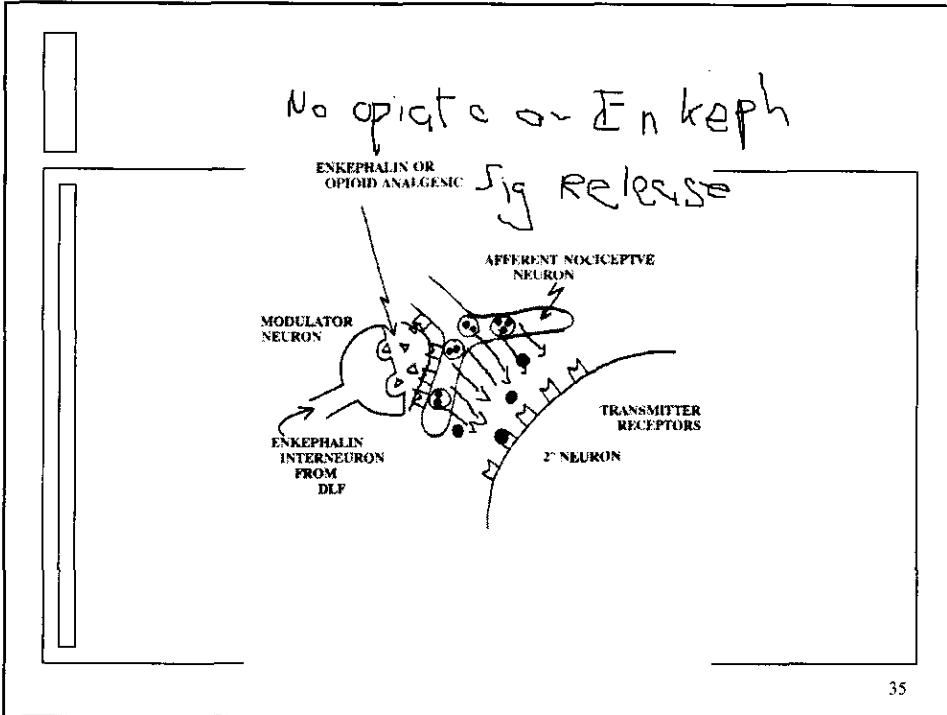 No opiate or Enkeph
ENKEPHALIN OR
OPIOID ANALGESIC
Sig Release
AFFERENT NOCICEPTVE
NEURON
MODULATOR
NEURON
TRANSMITTER
RECEPTORS
2° NEURON
ENKEPHALIN
INTERNEURON
FROM
DLF
35